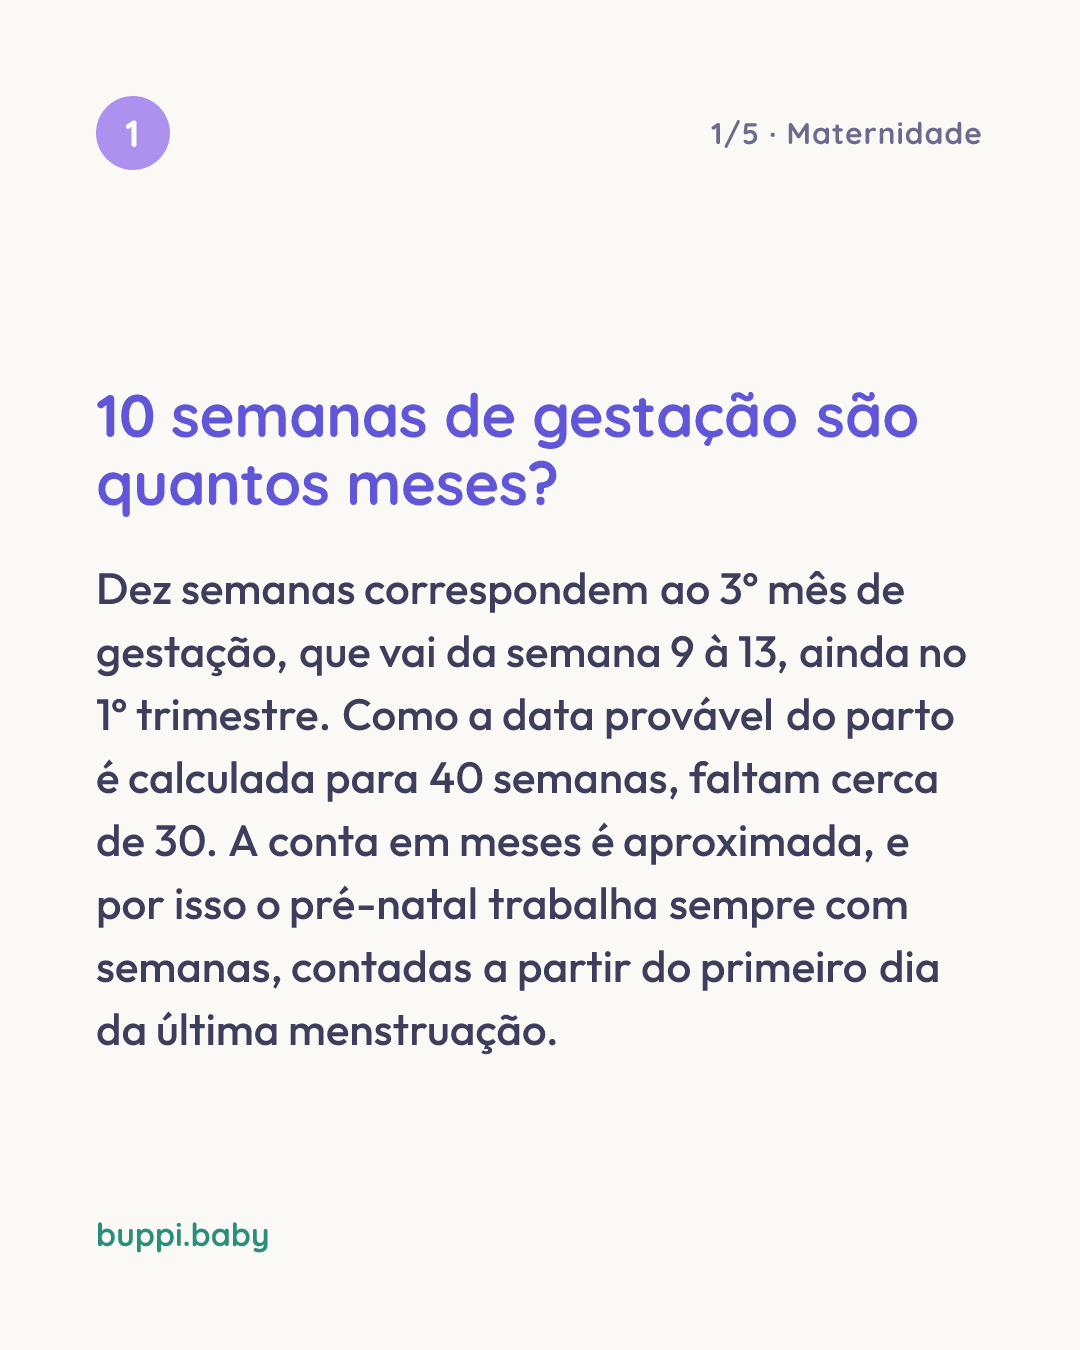 1
1/5 · Maternidade
10 semanas de gestação são
quantos meses?
Dez semanas correspondem ao 3º mês de
gestação, que vai da semana 9 à 13, ainda no
1º trimestre. Como a data provável do parto
é calculada para 40 semanas, faltam cerca
de 30. A conta em meses é aproximada, e
por isso o pré-natal trabalha sempre com
semanas, contadas a partir do primeiro dia
da última menstruação.
buppi.baby